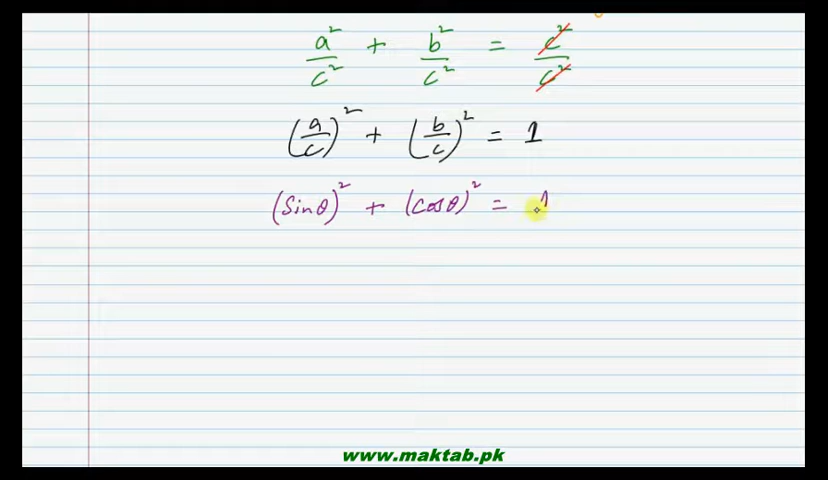 a²/c² + b²/c² = c²/c²
(a/c)² + (b/c)² = 1
(Sinθ)² + (Cosθ)² = 1
www.maktab.pk